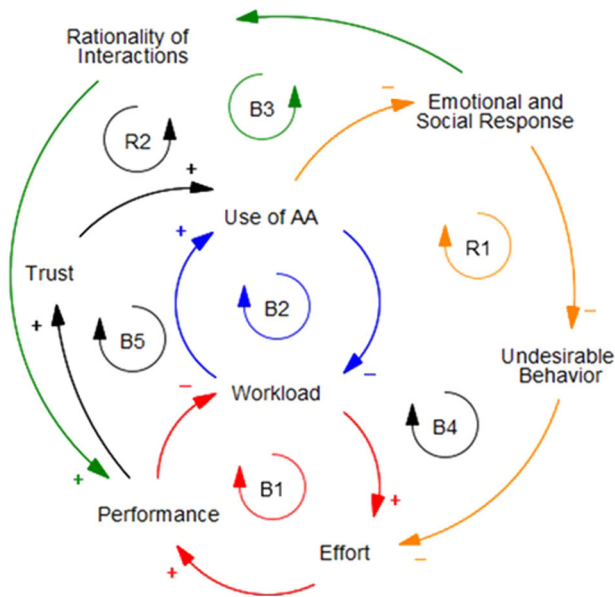 Rationality of
Interactions
B3
–
Emotional and
Social Response
R2
+
Use of AA
+
R1
Trust
+
B2
B5
–
–
Undesirable
Behavior
–
Workload
B4
+
B1
+
Performance
Effort
–
+